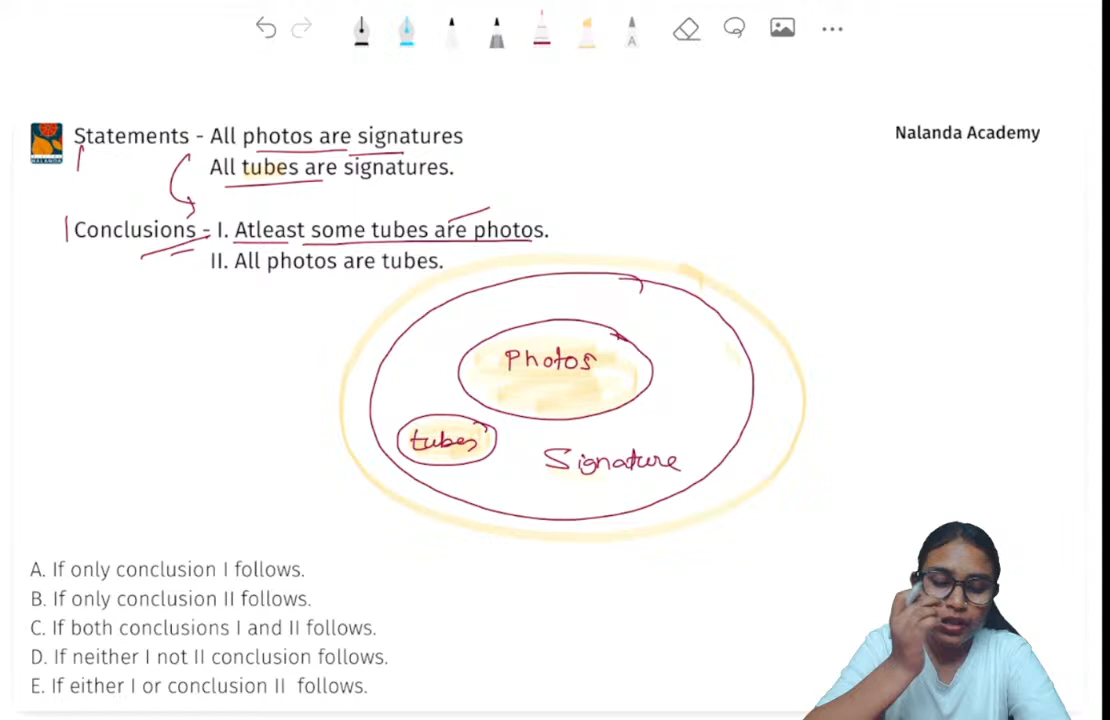 Statements - All photos are signatures
Nalanda Academy
All tubes are signatures.
Conclusions - I. Atleast some tubes are photos.
II. All photos are tubes.
Photos
tubes
Signature
A. If only conclusion I follows.
B. If only conclusion II follows.
C. If both conclusions I and II follows.
D. If neither I not II conclusion follows.
E. If either I or conclusion II follows.